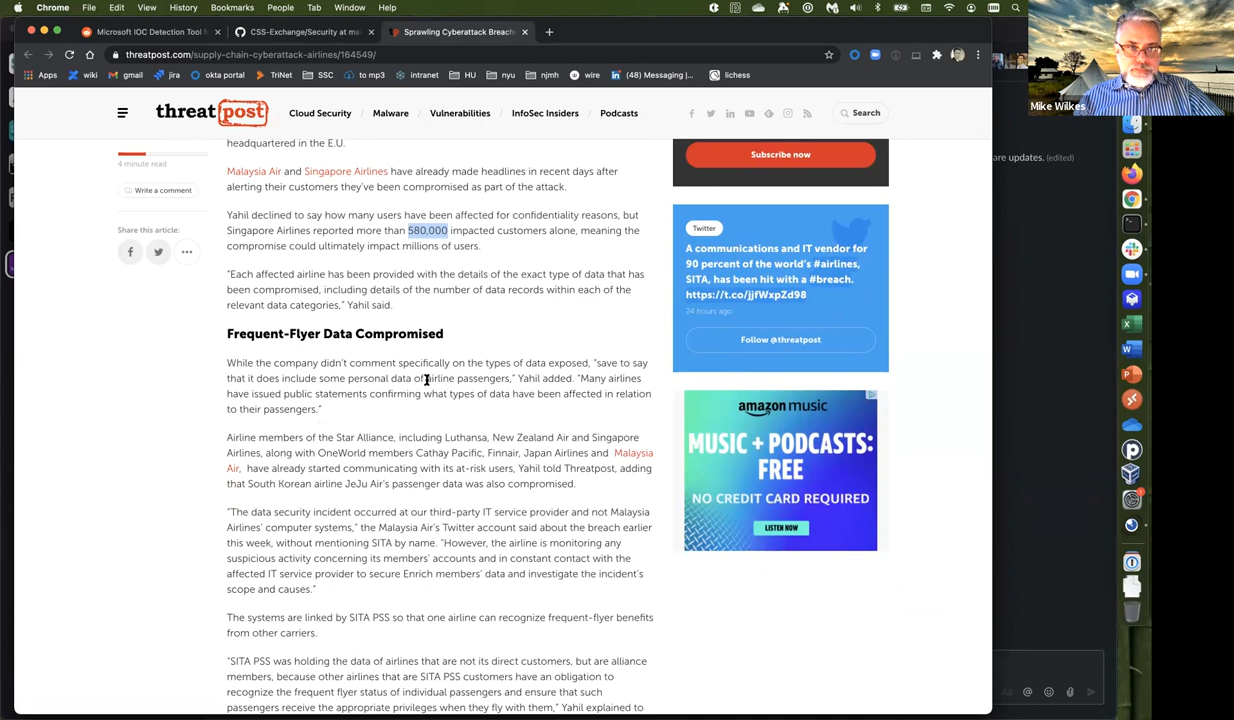 Chrome File Edit View History Bookmarks People Tab Window Help
Microsoft IOC Detection Tool f
CSS-Exchange/Security at ma
Sprawling Cyberattack Breach
threatpost.com/supply-chain-cyberattack-airlines/164549/
Apps wiki gmail jira okta portal TriNet SSC to mp3 intranet HU nyu njmh wire (48) Messaging |... lichess
Mike Wilkes
threatpost
Cloud Security Malware Vulnerabilities InfoSec Insiders Podcasts Search
headquartered in the E.U.
4 minute read
Write a comment
Share this article:
Malaysia Air and Singapore Airlines have already made headlines in recent days after
alerting their customers they've been compromised as part of the attack.
Yahil declined to say how many users have been affected for confidentiality reasons, but
Singapore Airlines reported more than 580,000 impacted customers alone, meaning the
compromise could ultimately impact millions of users.
"Each affected airline has been provided with the details of the exact type of data that has
been compromised, including details of the number of data records within each of the
relevant data categories," Yahil said.
Frequent-Flyer Data Compromised
While the company didn't comment specifically on the types of data exposed, "save to say
that it does include some personal data of airline passengers," Yahil added. "Many airlines
have issued public statements confirming what types of data have been affected in relation
to their passengers."
Airline members of the Star Alliance, including Luthansa, New Zealand Air and Singapore
Airlines, along with OneWorld members Cathay Pacific, Finnair, Japan Airlines and Malaysia
Air, have already started communicating with its at-risk users, Yahil told Threatpost, adding
that South Korean airline JeJu Air's passenger data was also compromised.
"The data security incident occurred at our third-party IT service provider and not Malaysia
Airlines' computer systems," the Malaysia Air's Twitter account said about the breach earlier
this week, without mentioning SITA by name. "However, the airline is monitoring any
suspicious activity concerning its members' accounts and in constant contact with the
affected IT service provider to secure Enrich members' data and investigate the incident's
scope and causes."
The systems are linked by SITA PSS so that one airline can recognize frequent-flyer benefits
from other carriers.
"SITA PSS was holding the data of airlines that are not its direct customers, but are alliance
members, because other airlines that are SITA PSS customers have an obligation to
recognize the frequent flyer status of individual passengers and ensure that such
passengers receive the appropriate privileges when they fly with them," Yahil explained to
Subscribe now
Twitter
A communications and IT vendor for
90 percent of the world's #airlines,
SITA, has been hit with a #breach.
https://t.co/jjfWxpZd98
24 hours ago
Follow @threatpost
amazon music
MUSIC + PODCASTS:
FREE
NO CREDIT CARD REQUIRED
LISTEN NOW
are updates. (edited)
Aa